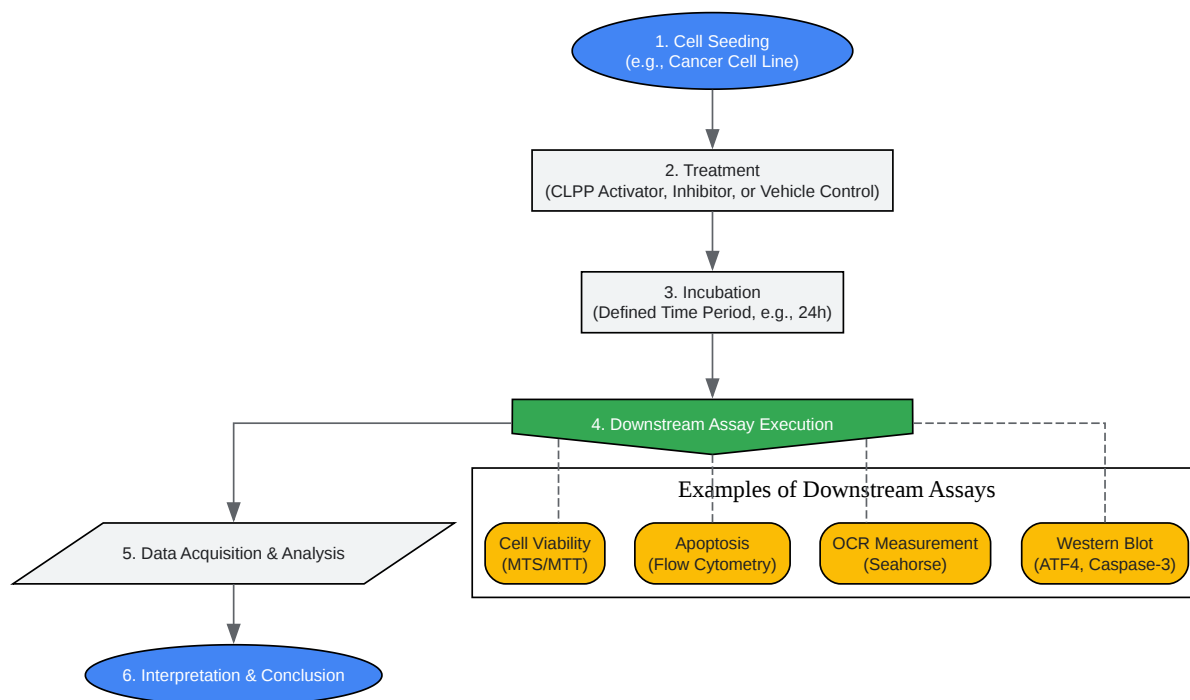 1. Cell Seeding
(e.g., Cancer Cell Line)
2. Treatment
(CLPP Activator, Inhibitor, or Vehicle Control)
3. Incubation
(Defined Time Period, e.g., 24h)
4. Downstream Assay Execution
Examples of Downstream Assays
Cell Viability
(MTS/MTT)
Apoptosis
(Flow Cytometry)
OCR Measurement
(Seahorse)
Western Blot
(ATF4, Caspase-3)
5. Data Acquisition & Analysis
6. Interpretation & Conclusion